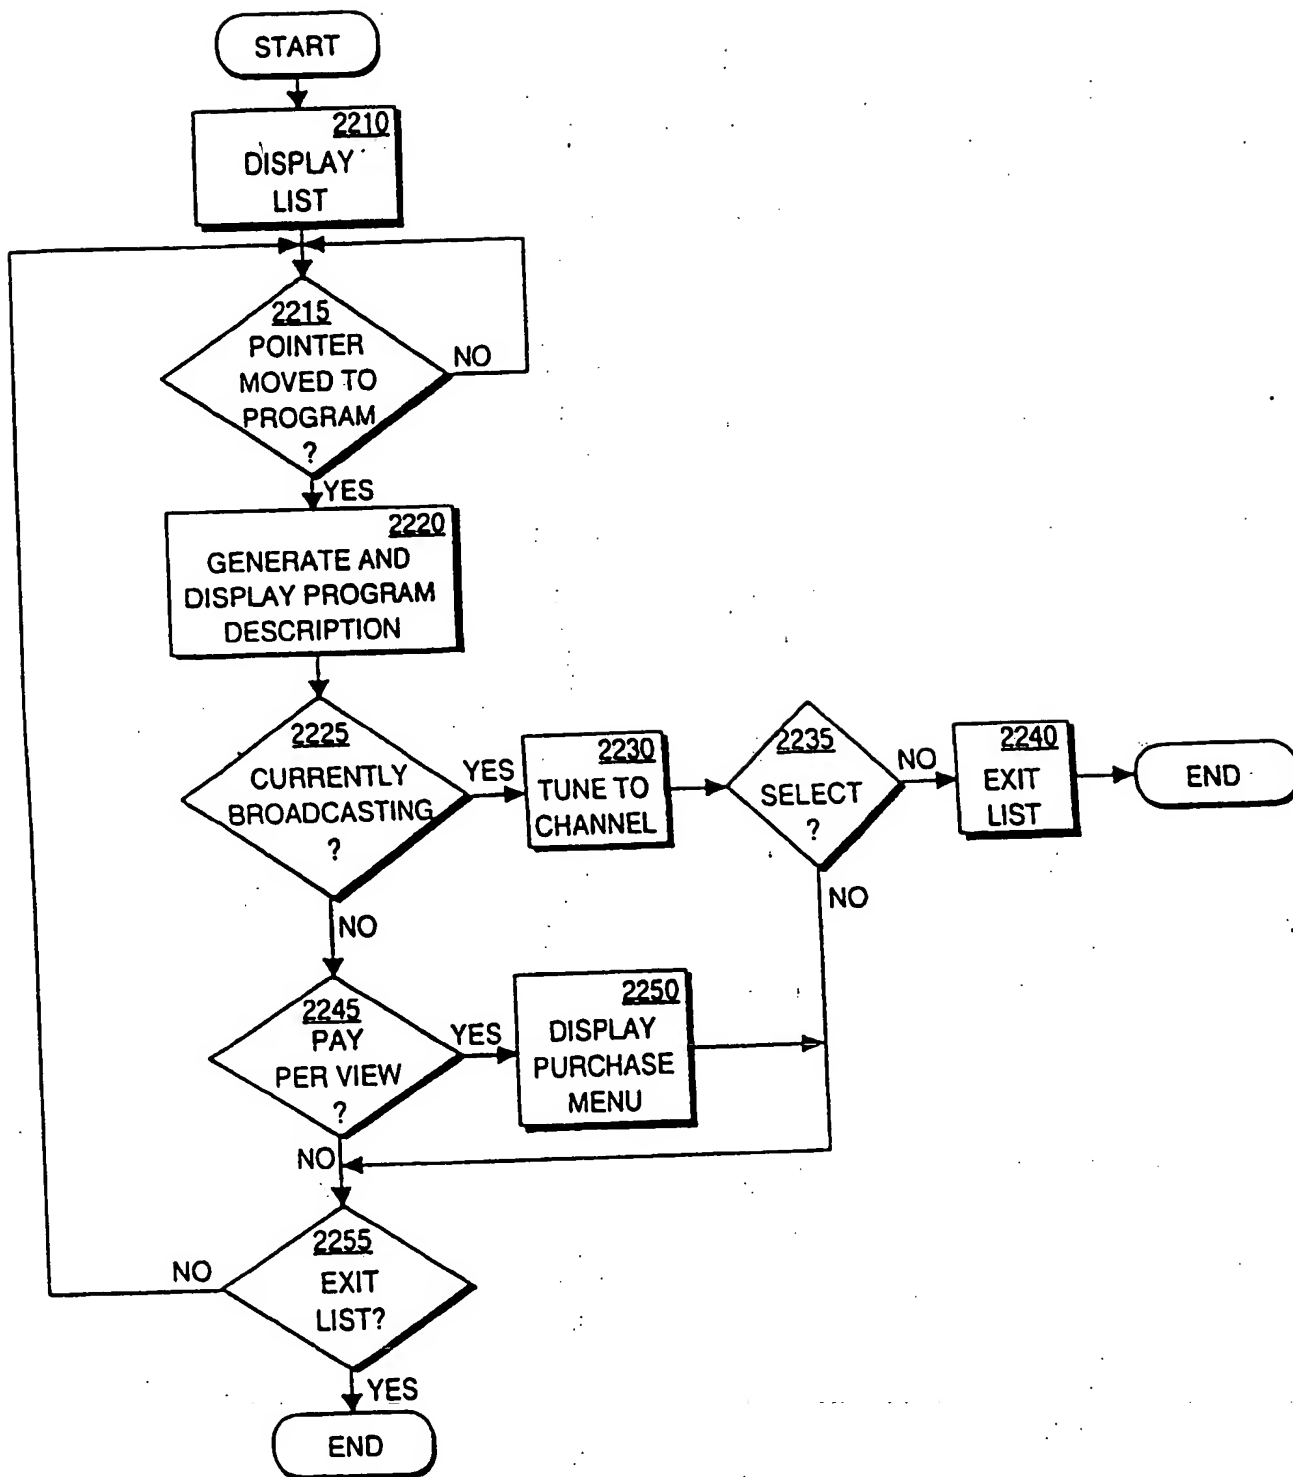 START
2210
DISPLAY
LIST
2215
POINTER
MOVED TO
PROGRAM
?
NO
YES
2220
GENERATE AND
DISPLAY PROGRAM
DESCRIPTION
2225
CURRENTLY
BROADCASTING
?
YES
2230
TUNE TO
CHANNEL
2235
SELECT
?
NO
2240
EXIT
LIST
END
NO
NO
2245
PAY
PER VIEW
?
YES
2250
DISPLAY
PURCHASE
MENU
NO
2255
EXIT
LIST?
NO
YES
END